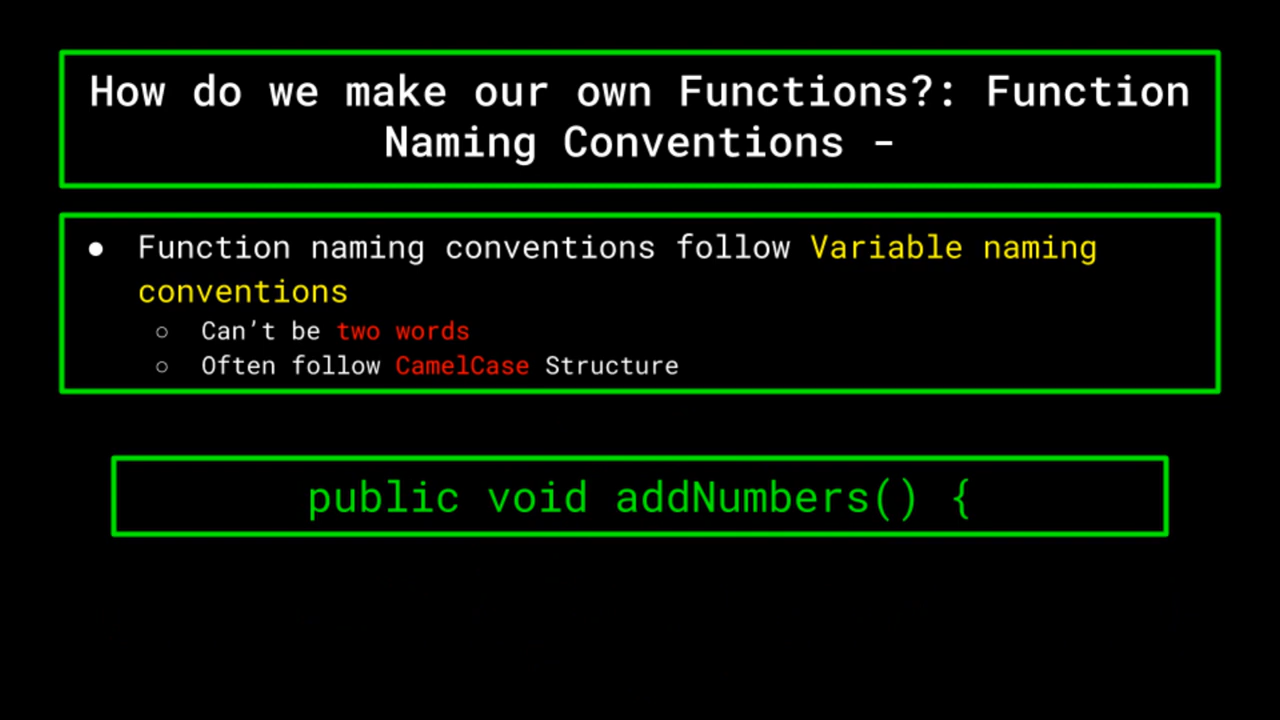 How do we make our own Functions?: Function
Naming Conventions -
● Function naming conventions follow Variable naming
conventions
○ Can’t be two words
○ Often follow CamelCase Structure
public void addNumbers() {